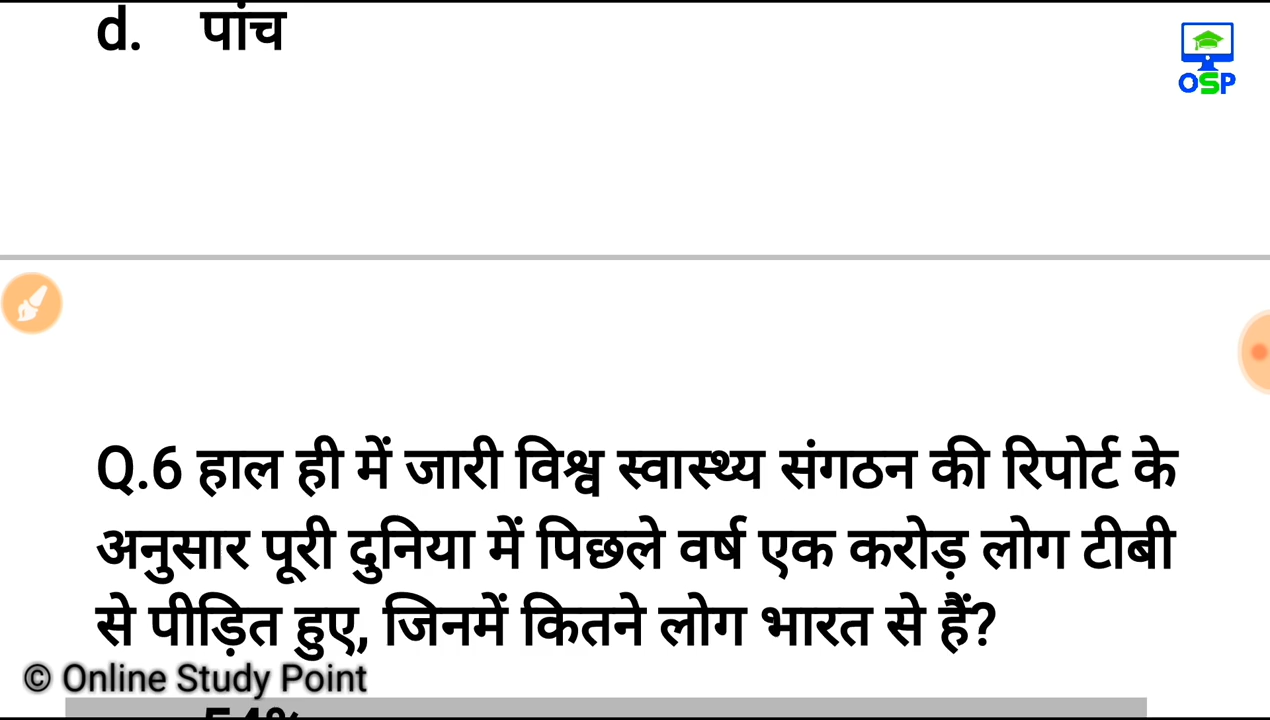 d. पांच
OSP
Q.6 हाल ही में जारी विश्व स्वास्थ्य संगठन की रिपोर्ट के
अनुसार पूरी दुनिया में पिछले वर्ष एक करोड़ लोग टीबी
से पीड़ित हुए, जिनमें कितने लोग भारत से हैं?
© Online Study Point